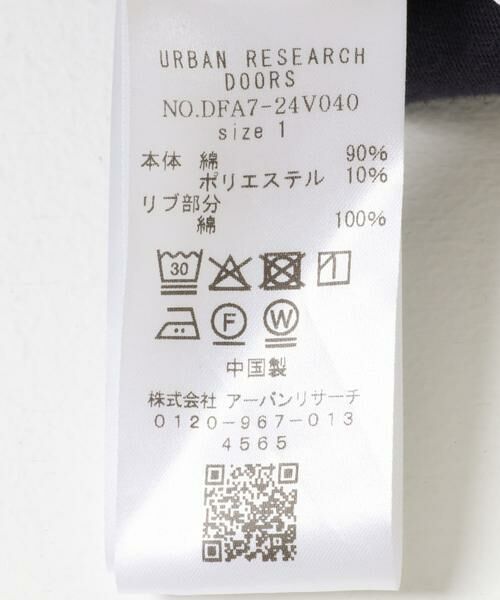 URBAN RESEARCH
DOORS
NO.DFA7-24V040
size 1
本体 綿 90%
ポリエステル 10%
リブ部分
綿 100%
30
F W
中国製
株式会社 アーバンリサーチ
0120-967-013
4565